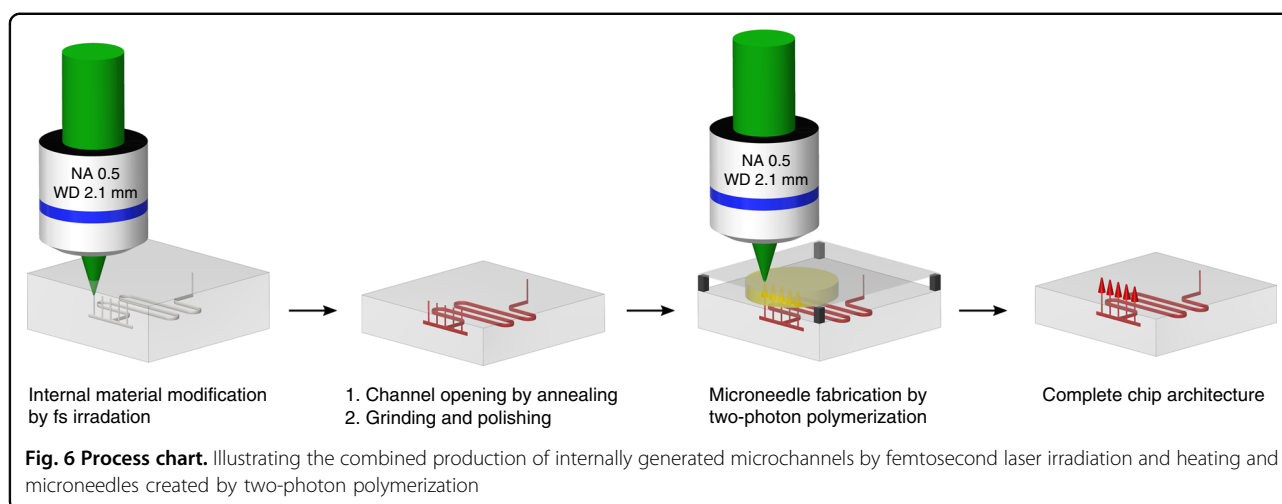 NA 0.5
WD 2.1 mm
NA 0.5
WD 2.1 mm
Internal material modification
by fs irradation
1. Channel opening by annealing
2. Grinding and polishing
Microneedle fabrication by
two-photon polymerization
Complete chip architecture
Fig. 6 Process chart. Illustrating the combined production of internally generated microchannels by femtosecond laser irradiation and heating and
microneedles created by two-photon polymerization